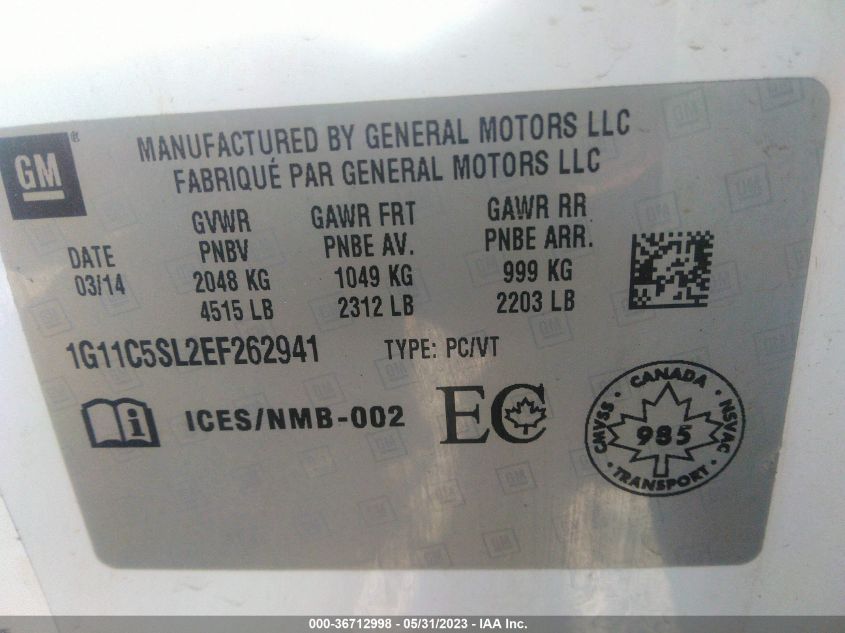 GM®
MANUFACTURED BY GENERAL MOTORS LLC
FABRIQUÉ PAR GENERAL MOTORS LLC
GVWR GAWR FRT GAWR RR
DATE PNBV PNBE AV. PNBE ARR.
03/14 2048 KG 1049 KG 999 KG
4515 LB 2312 LB 2203 LB
1G11C5SL2EF262941 TYPE: PC/VT
i ICES/NMB-002 EC
CANADA
CMVSS 985 NSVAC
TRANSPORT
000-36712998 - 05/31/2023 - IAA Inc.